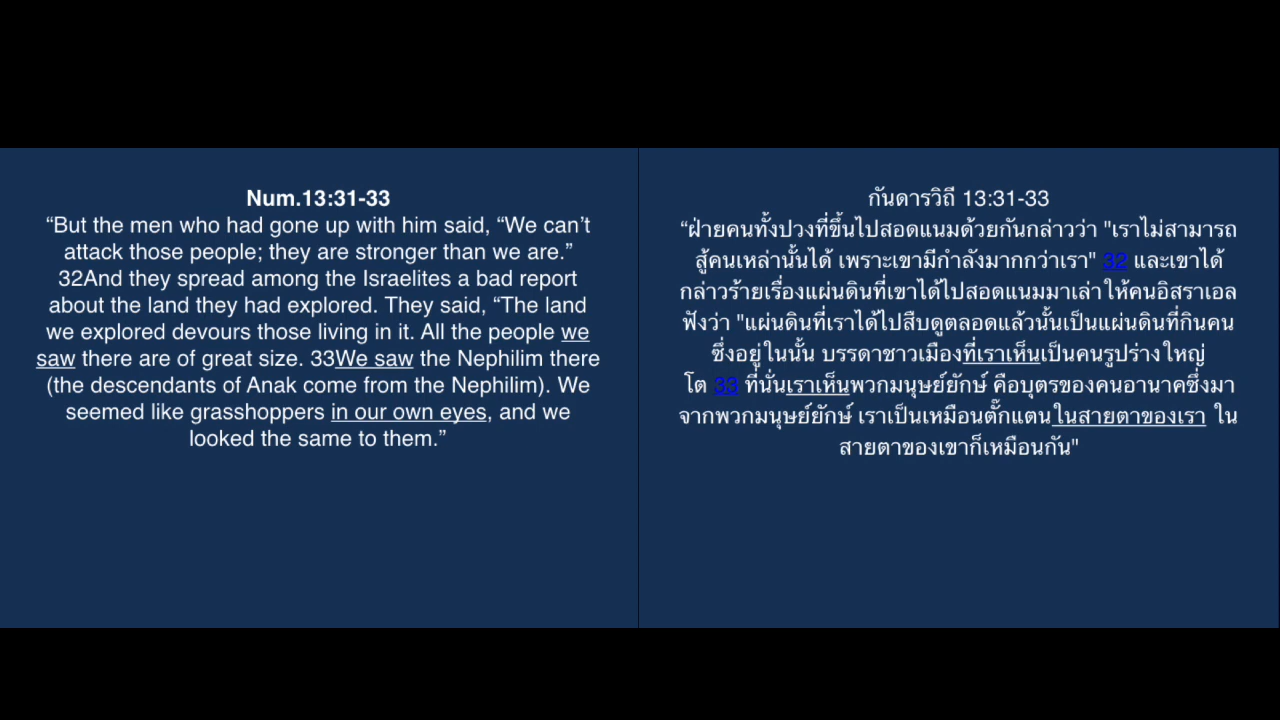 Num.13:31-33
“But the men who had gone up with him said, “We can’t
attack those people; they are stronger than we are.”
32And they spread among the Israelites a bad report
about the land they had explored. They said, “The land
we explored devours those living in it. All the people we
saw there are of great size. 33We saw the Nephilim there
(the descendants of Anak come from the Nephilim). We
seemed like grasshoppers in our own eyes, and we
looked the same to them.”
กันดารวิถี 13:31-33
“ฝ่ายคนทั้งปวงที่ขึ้นไปสอดแนมด้วยกันกล่าวว่า "เราไม่สามารถ
สู้คนเหล่านั้นได้ เพราะเขามีกำลังมากกว่าเรา" 32 และเขาได้
กล่าวร้ายเรื่องแผ่นดินที่เขาได้ไปสอดแนมมาเล่าให้คนอิสราเอล
ฟังว่า "แผ่นดินที่เราได้ไปสืบดูตลอดแล้วนั้นเป็นแผ่นดินที่กินคน
ซึ่งอยู่ในนั้น บรรดาชาวเมืองที่เราเห็นเป็นคนรูปร่างใหญ่
โต 33 ที่นั่นเราเห็นพวกมนุษย์ยักษ์ คือบุตรของคนอานาคซึ่งมา
จากพวกมนุษย์ยักษ์ เราเป็นเหมือนตั๊กแตนในสายตาของเรา ใน
สายตาของเขาก็เหมือนกัน"